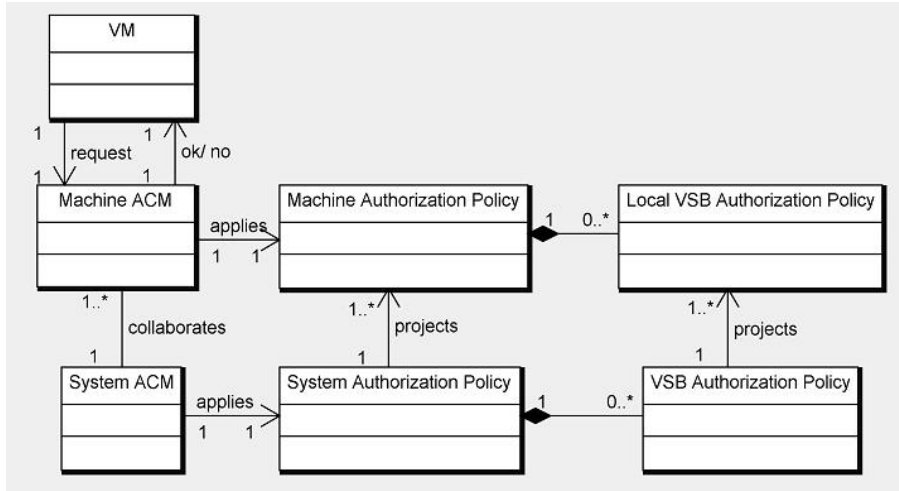 VM
1
1
request
ok/ no
1
1
Machine ACM
Machine Authorization Policy
Local VSB Authorization Policy
applies
1
1
1
0..*
1..*
collaborates
1
1..*
projects
1
1..*
projects
1
System ACM
System Authorization Policy
VSB Authorization Policy
applies
1
1
1
0..*